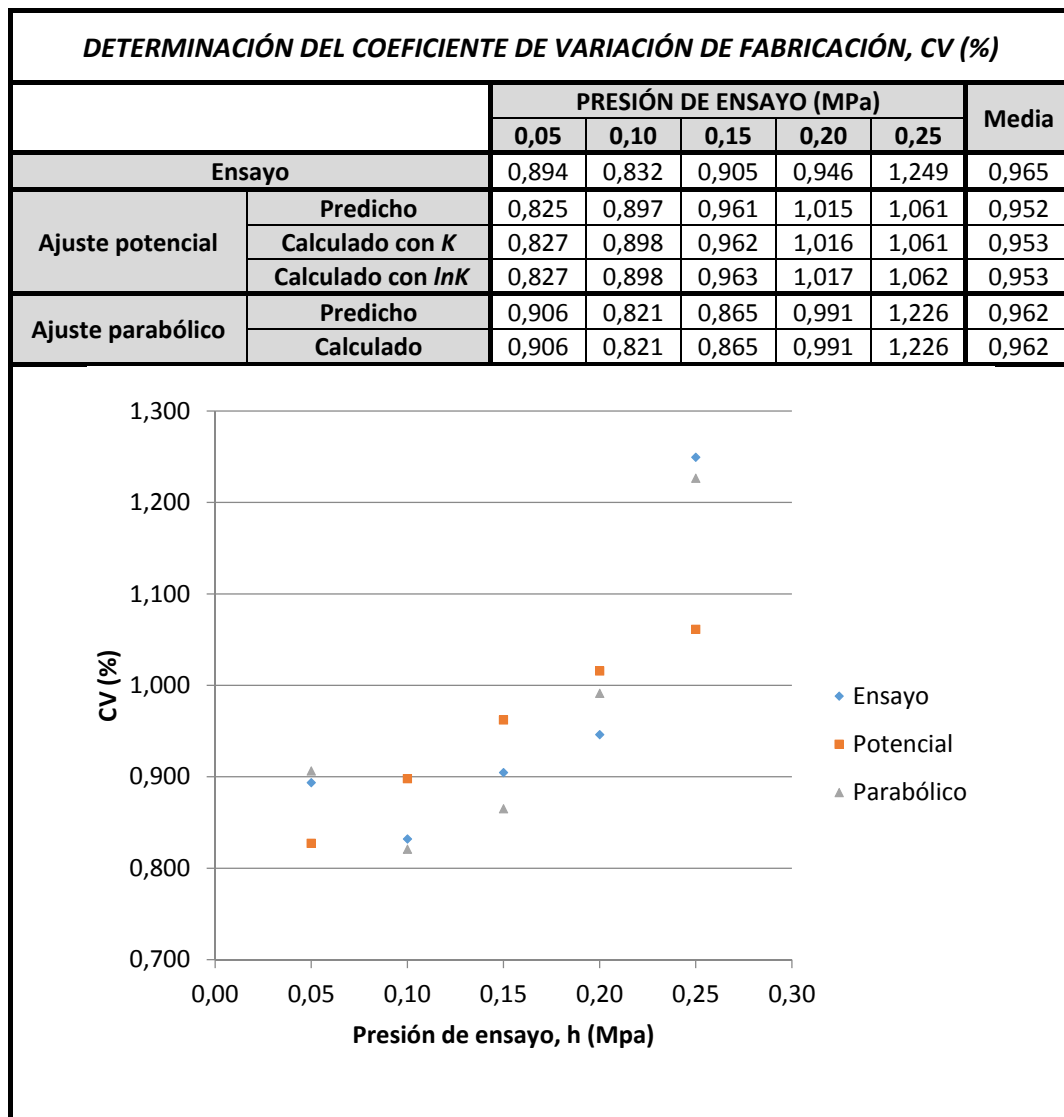 DETERMINACIÓN DEL COEFICIENTE DE VARIACIÓN DE FABRICACIÓN, CV (%)
PRESIÓN DE ENSAYO (MPa) Media
0,05 0,10 0,15 0,20 0,25
Ensayo 0,894 0,832 0,905 0,946 1,249 0,965
Ajuste potencial
Predicho 0,825 0,897 0,961 1,015 1,061 0,952
Calculado con K 0,827 0,898 0,962 1,016 1,061 0,953
Calculado con lnK 0,827 0,898 0,963 1,017 1,062 0,953
Ajuste parabólico
Predicho 0,906 0,821 0,865 0,991 1,226 0,962
Calculado 0,906 0,821 0,865 0,991 1,226 0,962
1,300
1,200
1,100
1,000
0,900
0,800
0,700
CV (%)
0,00 0,05 0,10 0,15 0,20 0,25 0,30
Presión de ensayo, h (Mpa)
Ensayo
Potencial
Parabólico